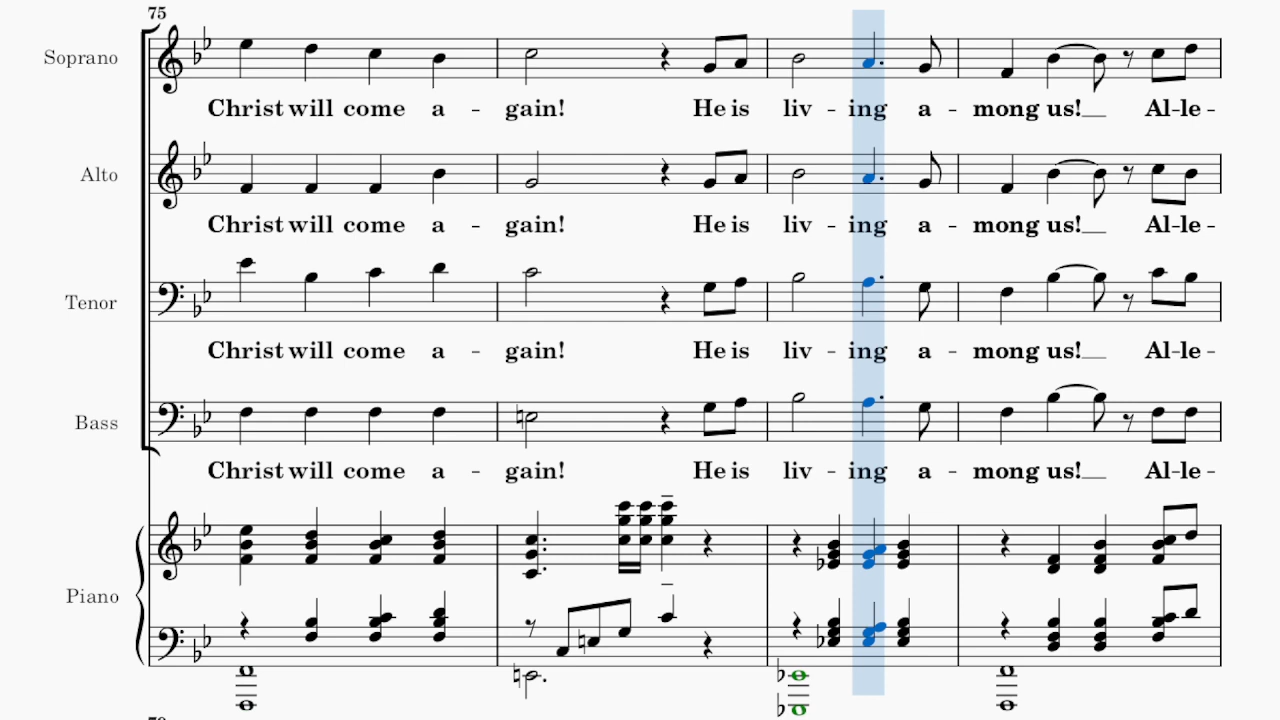 75
Soprano
Christ will come a - gain! He is liv - ing a - mong us! Al-le-
Alto
Christ will come a - gain! He is liv - ing a - mong us! Al-le-
Tenor
Christ will come a - gain! He is liv - ing a - mong us! Al-le-
Bass
Christ will come a - gain! He is liv - ing a - mong us! Al-le-
Piano